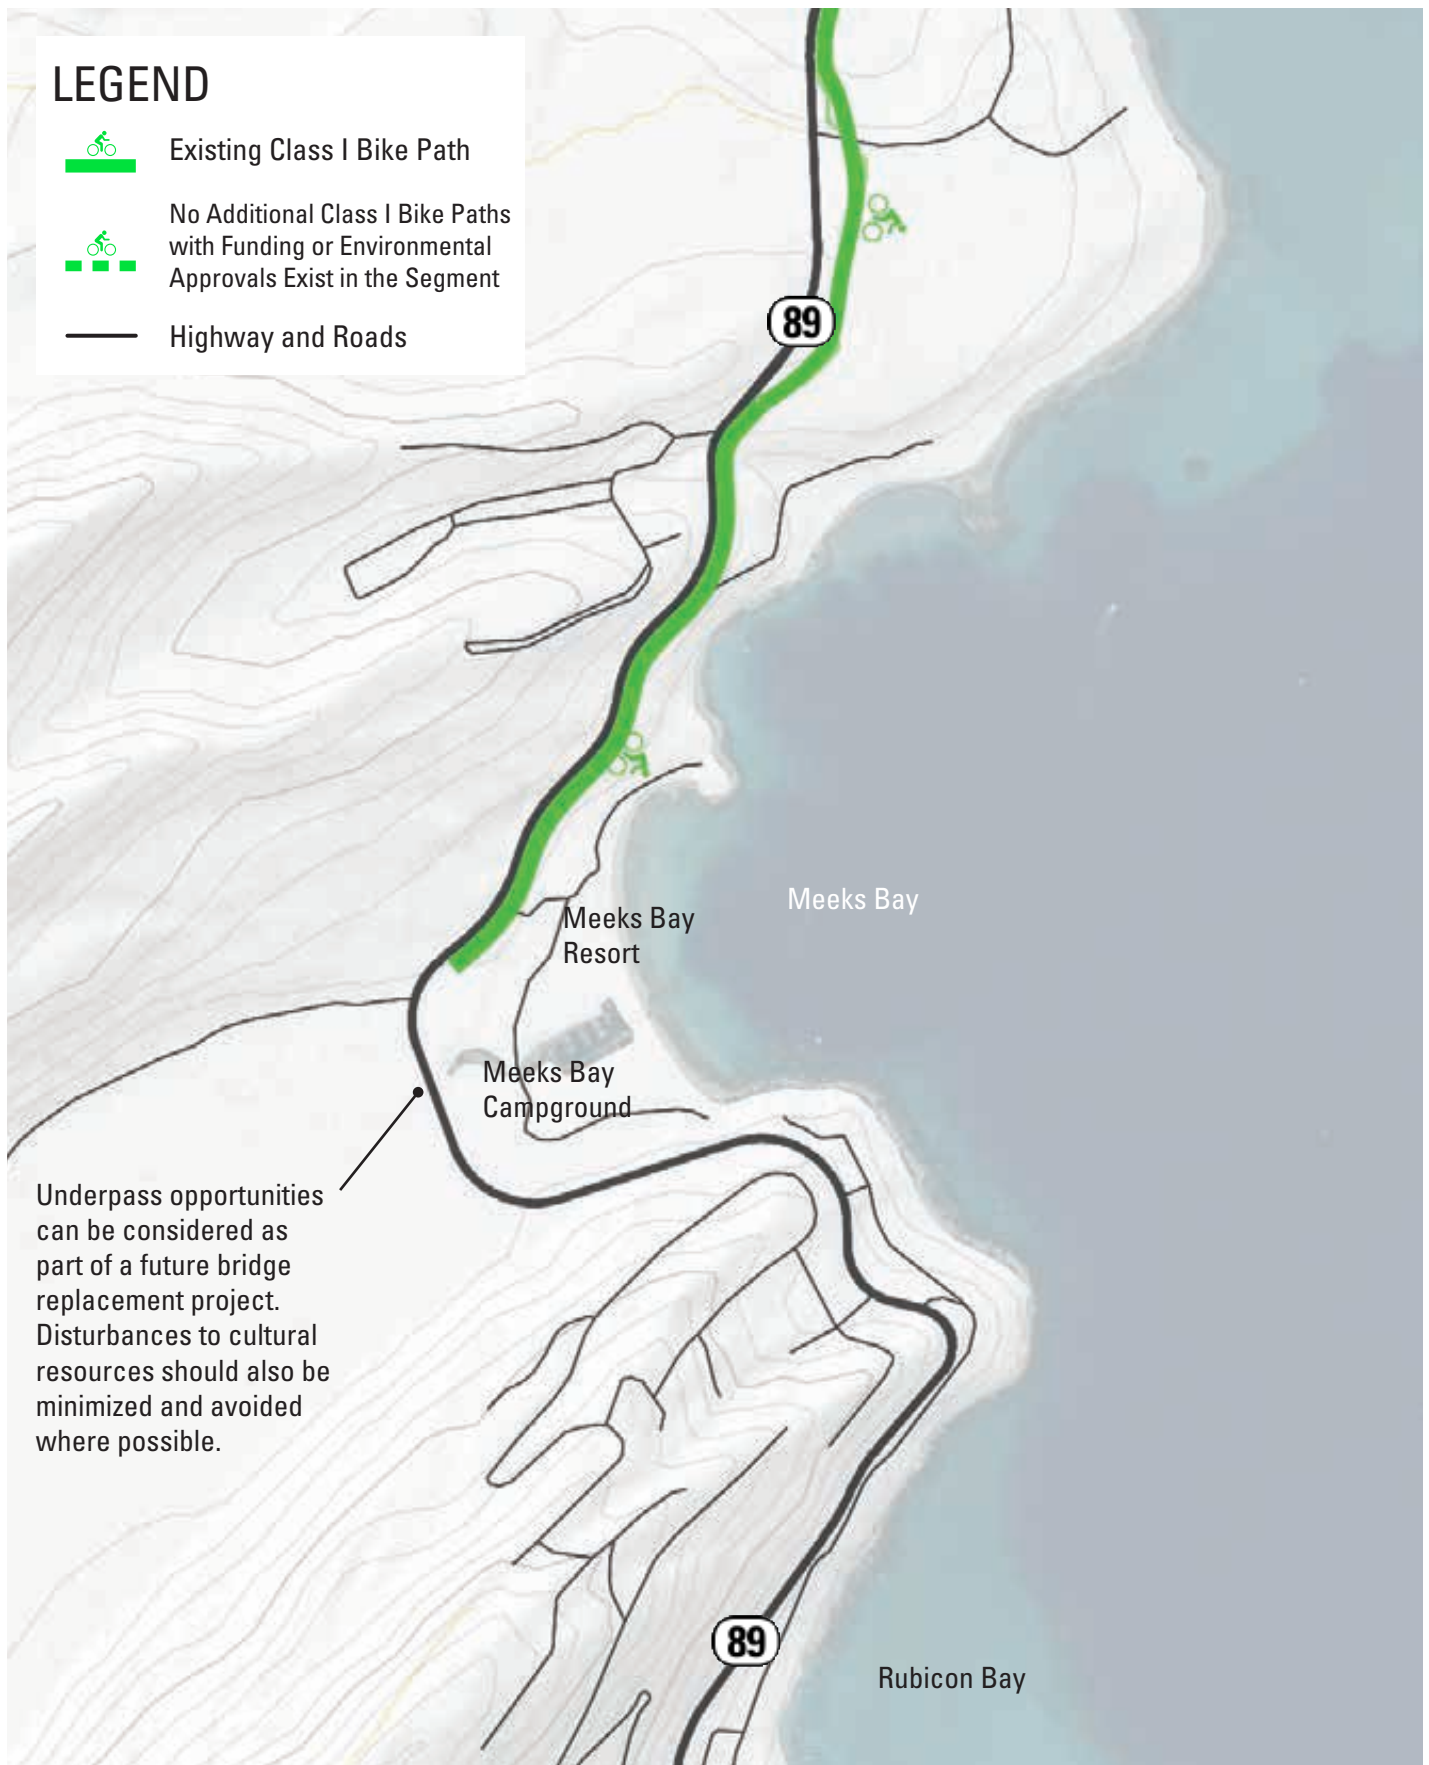 LEGEND
Existing Class I Bike Path
No Additional Class I Bike Paths
with Funding or Environmental
Approvals Exist in the Segment
Highway and Roads
89
Meeks Bay
Meeks Bay
Resort
Meeks Bay
Campground
Underpass opportunities
can be considered as
part of a future bridge
replacement project.
Disturbances to cultural
resources should also be
minimized and avoided
where possible.
89
Rubicon Bay